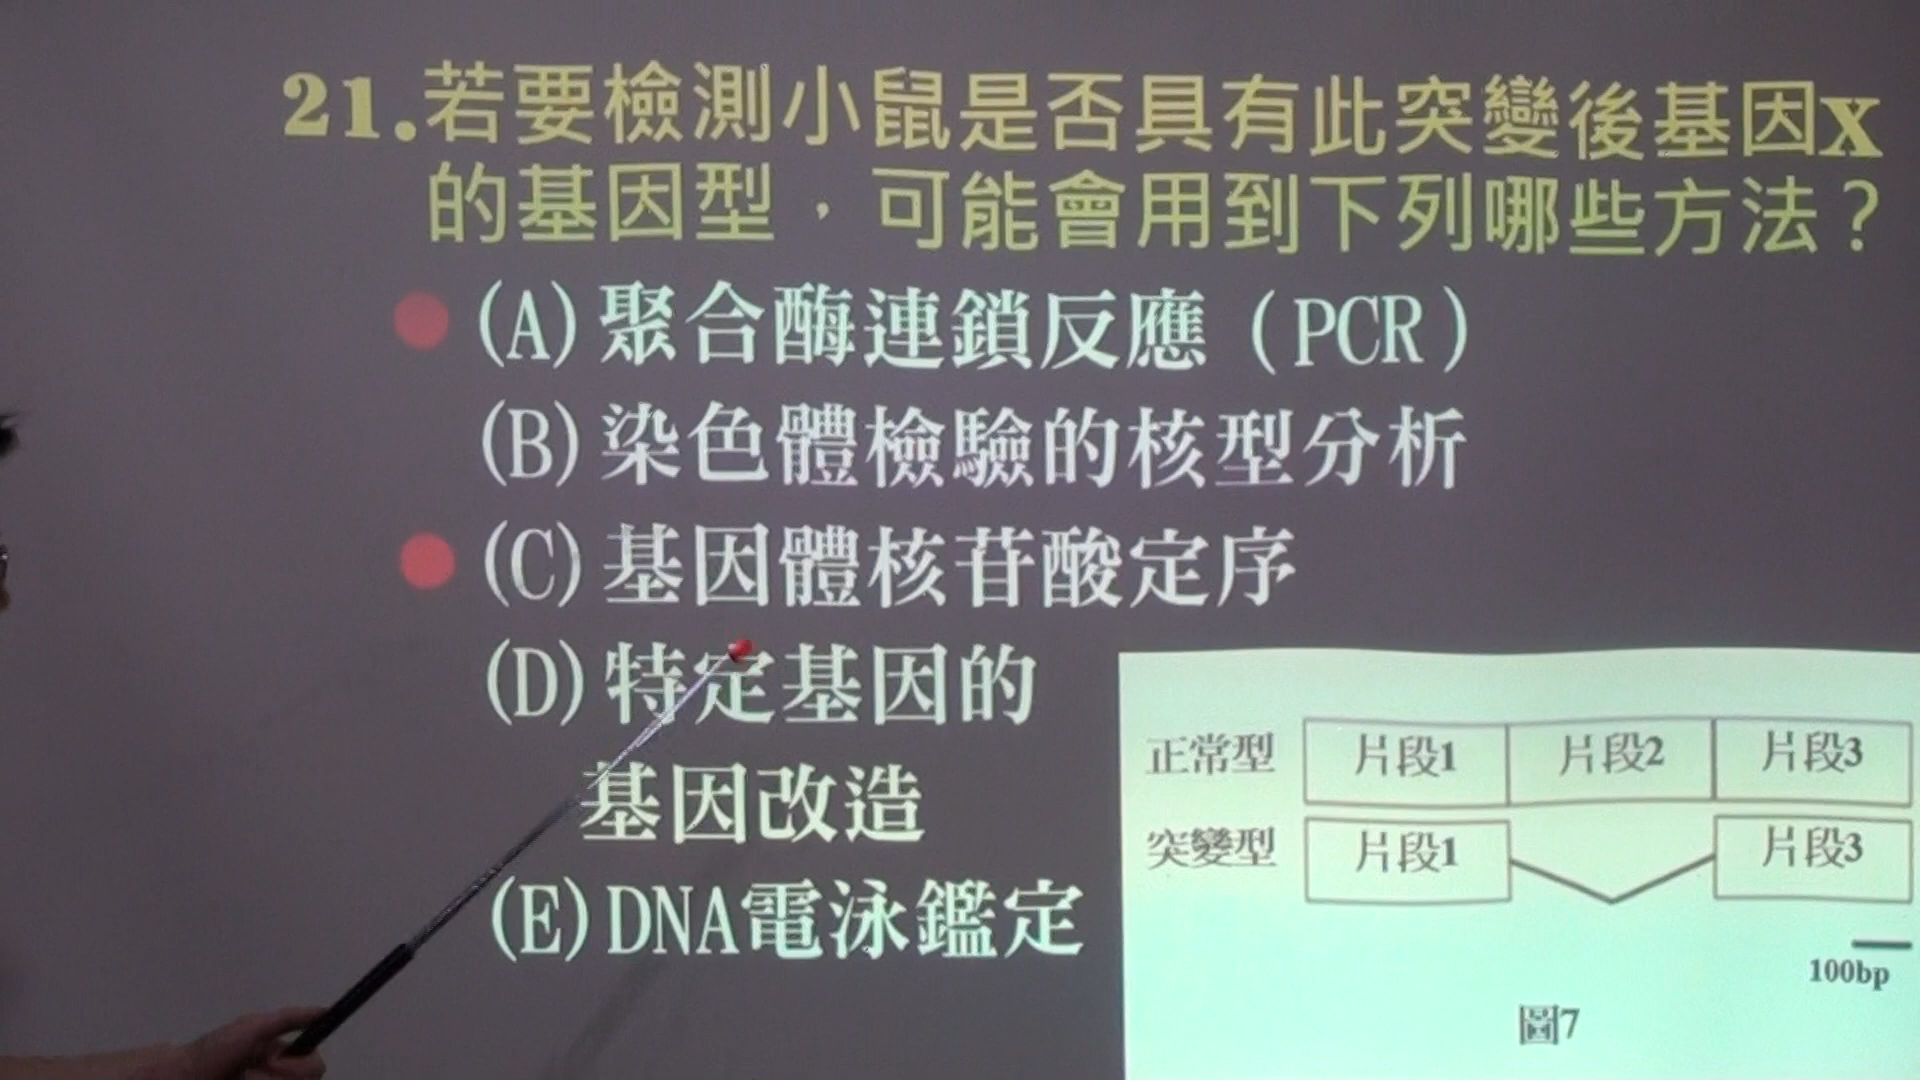 21.若要檢測小鼠是否具有此突變後基因X
的基因型,可能會用到下列哪些方法？
(A)聚合酶連鎖反應（PCR）
(B)染色體檢驗的核型分析
(C)基因體核苷酸定序
(D)特定基因的
基因改造
(E)DNA電泳鑑定
正常型 片段1 片段2 片段3
突變型 片段1 片段3
100bp
圖7